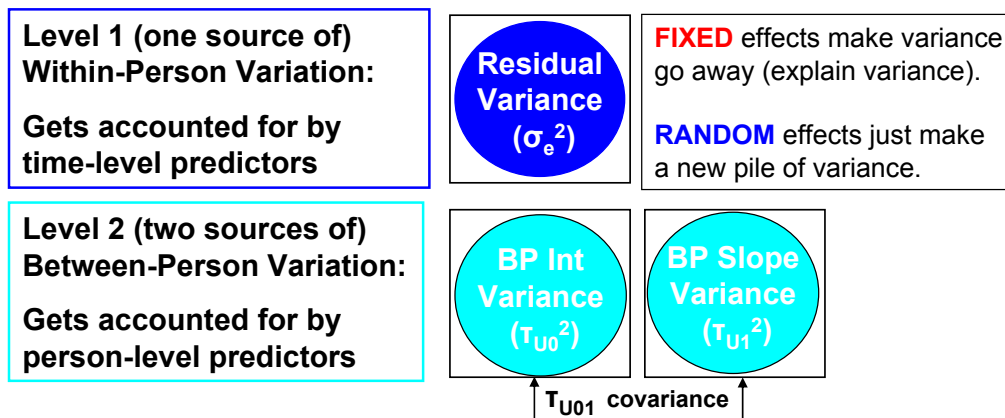 Level 1 (one source of)
Within-Person Variation:
Gets accounted for by
time-level predictors
Residual
Variance
(σe²)
FIXED effects make variance
go away (explain variance).
RANDOM effects just make
a new pile of variance.
Level 2 (two sources of)
Between-Person Variation:
Gets accounted for by
person-level predictors
BP Int
Variance
(τU0²)
BP Slope
Variance
(τU1²)
τU01 covariance